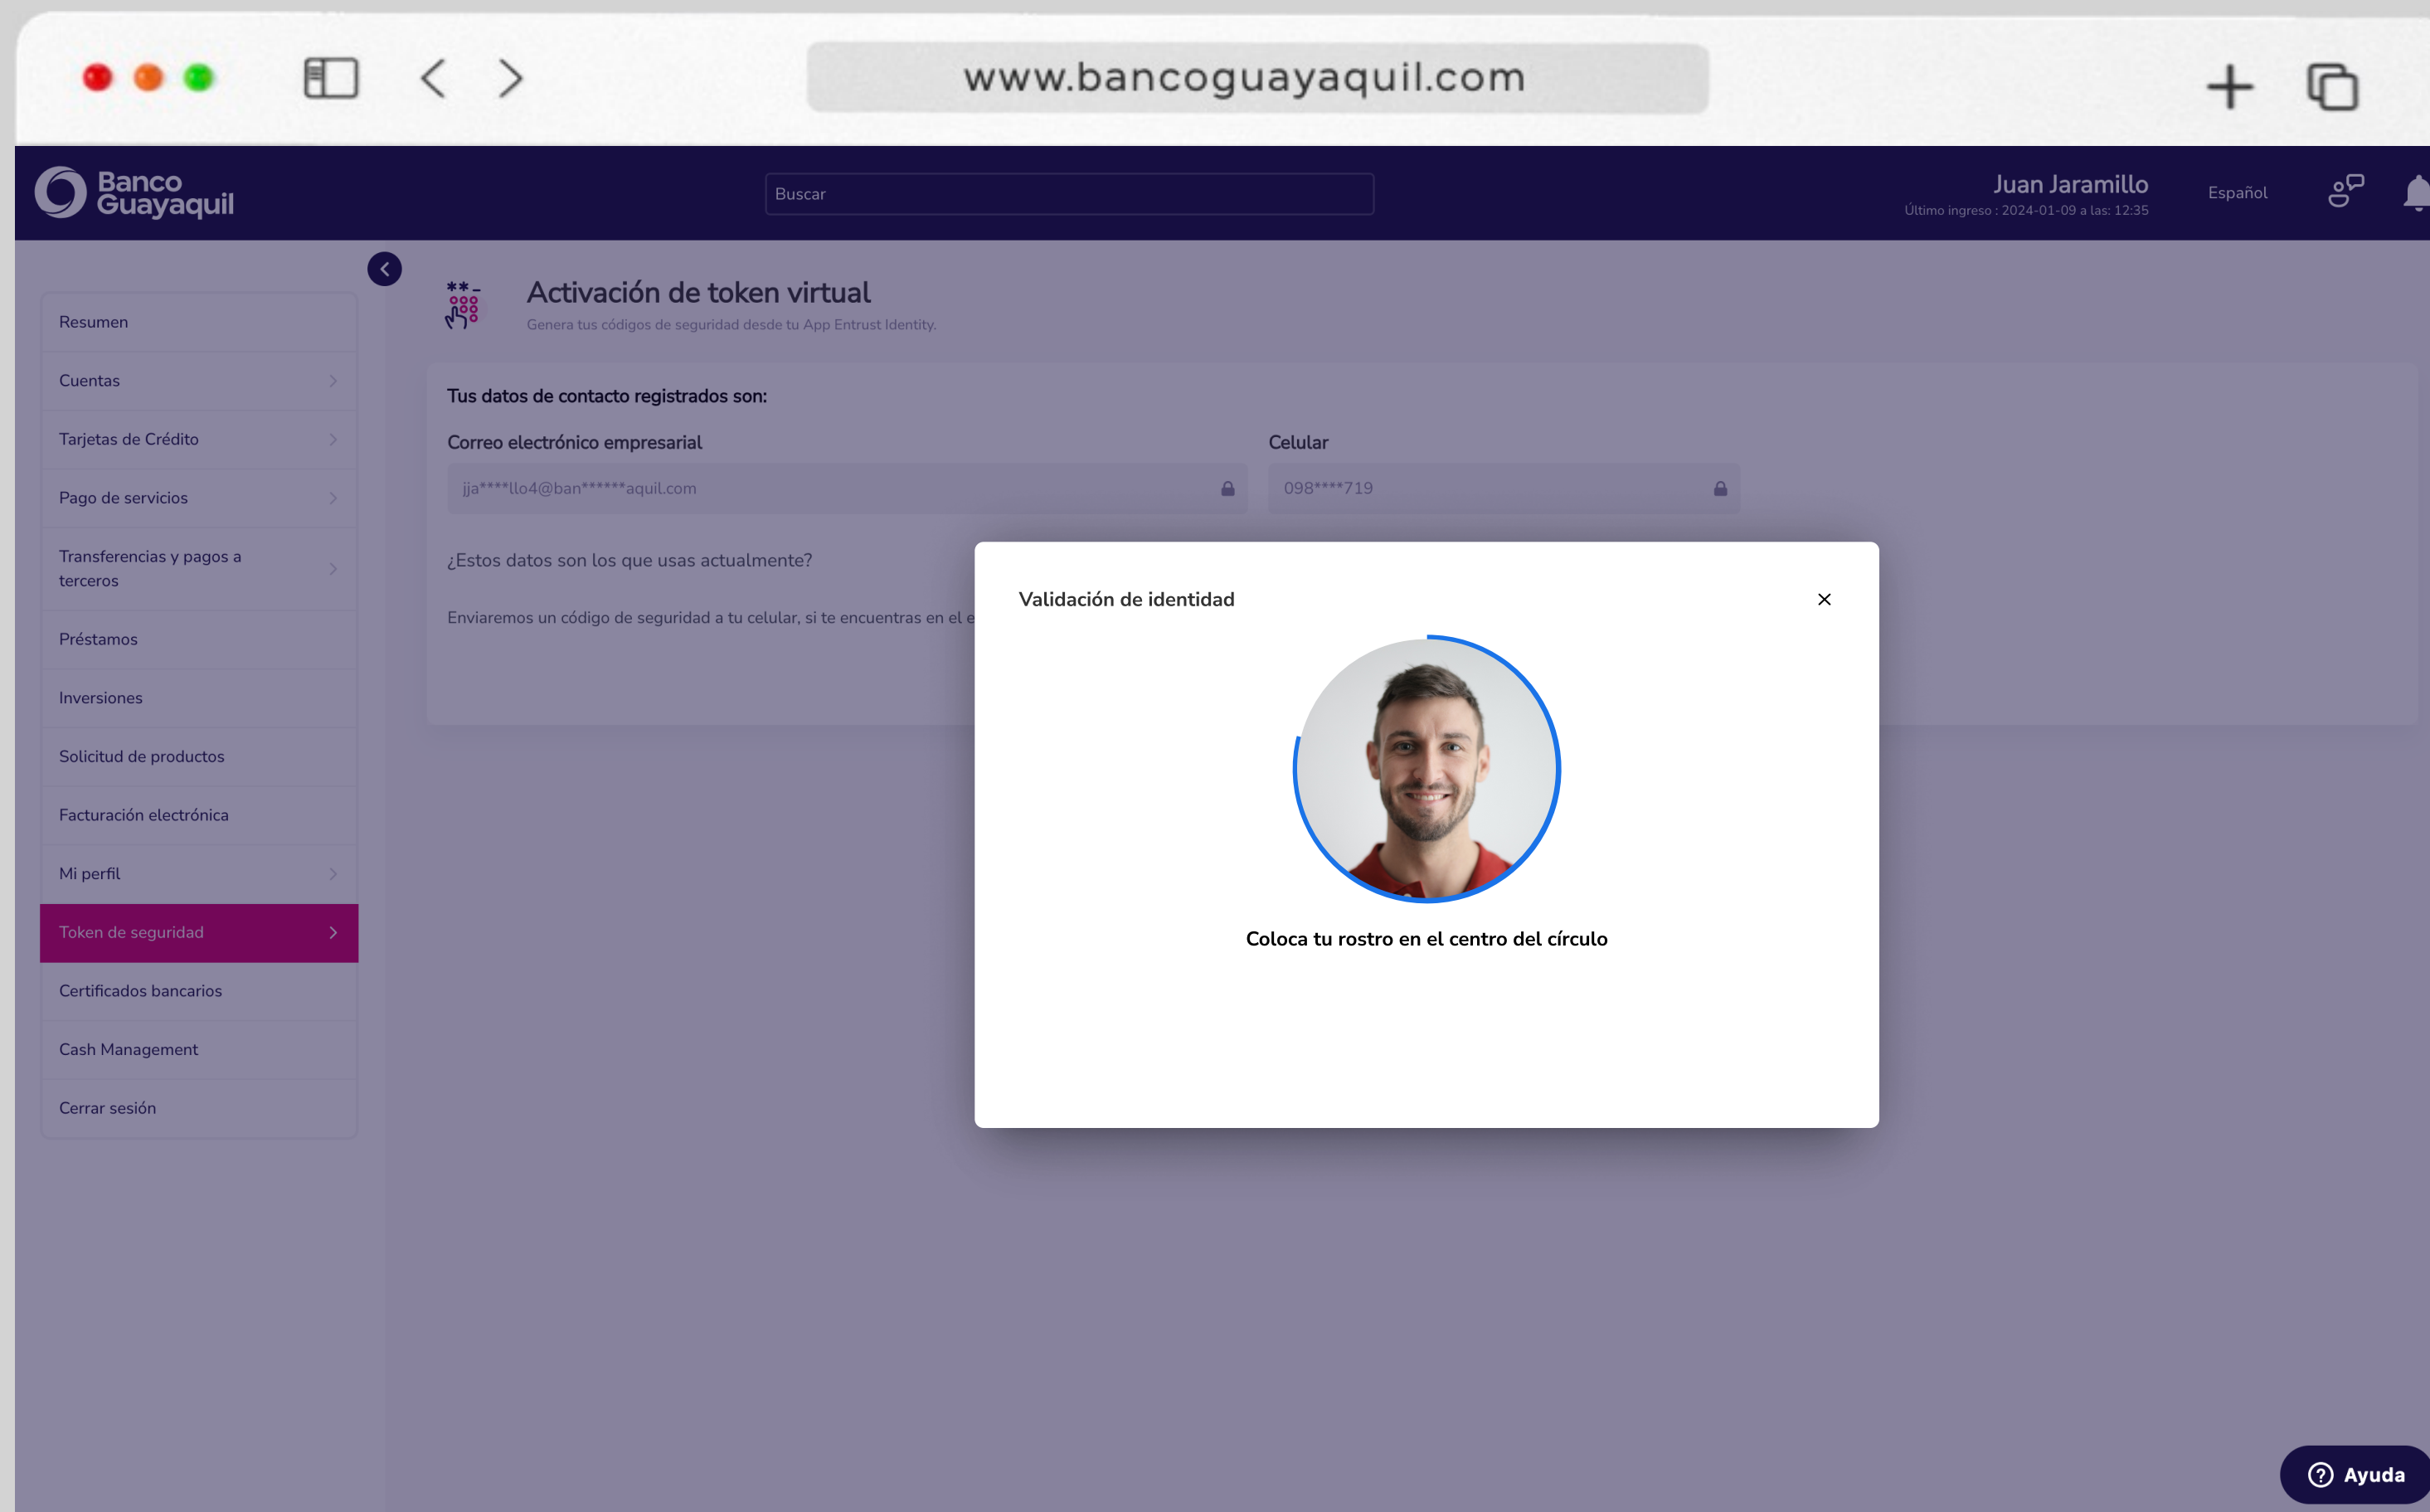 www.bancoguayaquil.com
Banco
Guayaquil
Buscar
Juan Jaramillo
Último ingreso : 2024-01-09 a las: 12:35
Español
Resumen
Cuentas
Tarjetas de Crédito
Pago de servicios
Transferencias y pagos a
terceros
Préstamos
Inversiones
Solicitud de productos
Facturación electrónica
Mi perfil
Token de seguridad
Certificados bancarios
Cash Management
Cerrar sesión
**_
Activación de token virtual
Genera tus códigos de seguridad desde tu App Entrust Identity.
Tus datos de contacto registrados son:
Correo electrónico empresarial
Celular
jja****llo4@ban******aquil.com
098****719
¿Estos datos son los que usas actualmente?
Enviaremos un código de seguridad a tu celular, si te encuentras en el e
Validación de identidad
Coloca tu rostro en el centro del círculo
Ayuda